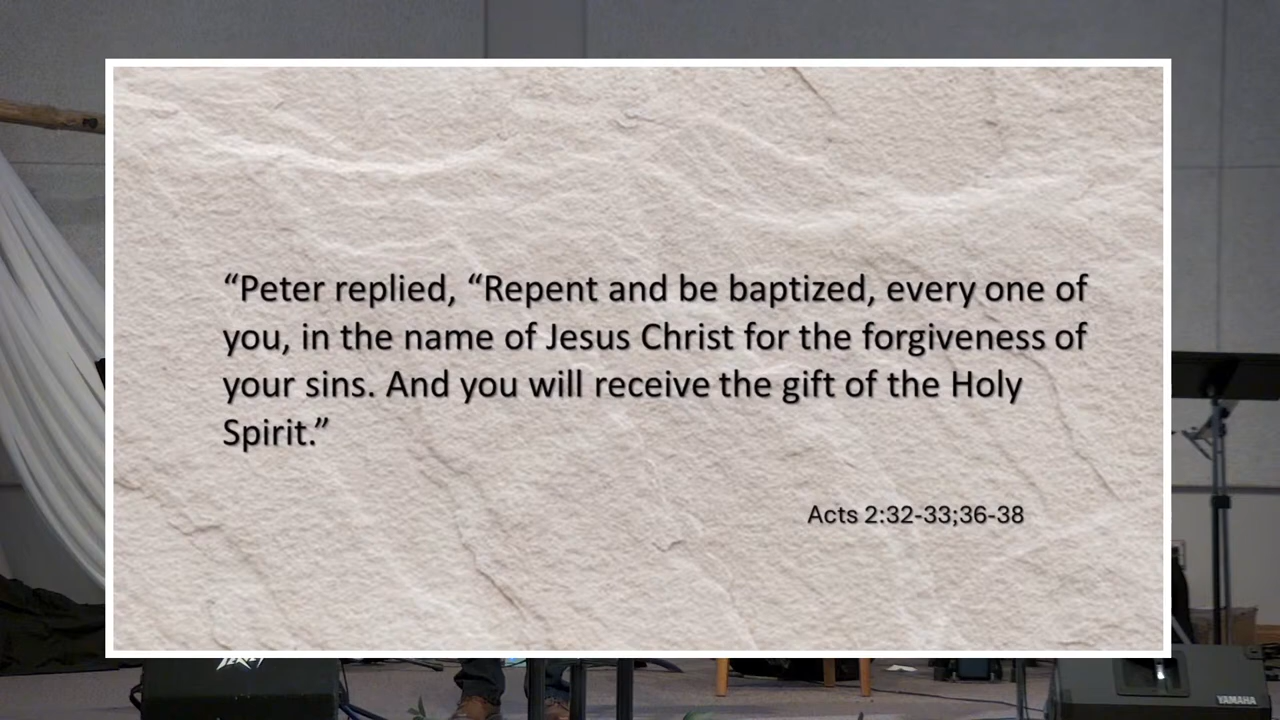 “Peter replied, “Repent and be baptized, every one of
you, in the name of Jesus Christ for the forgiveness of
your sins. And you will receive the gift of the Holy
Spirit.”
Acts 2:32-33;36-38
YAMAHA